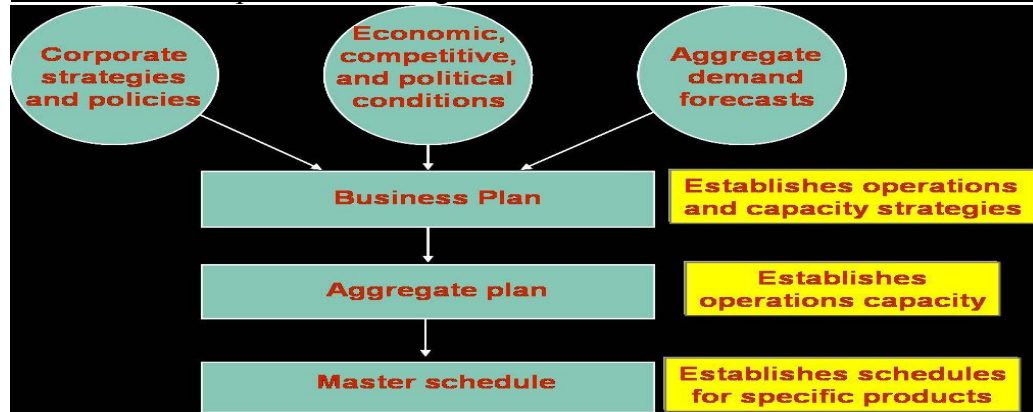 Corporate
strategies
and policies
Economic,
competitive,
and political
conditions
Aggregate
demand
forecasts
Business Plan
Establishes operations
and capacity strategies
Aggregate plan
Establishes
operations capacity
Master schedule
Establishes schedules
for specific products